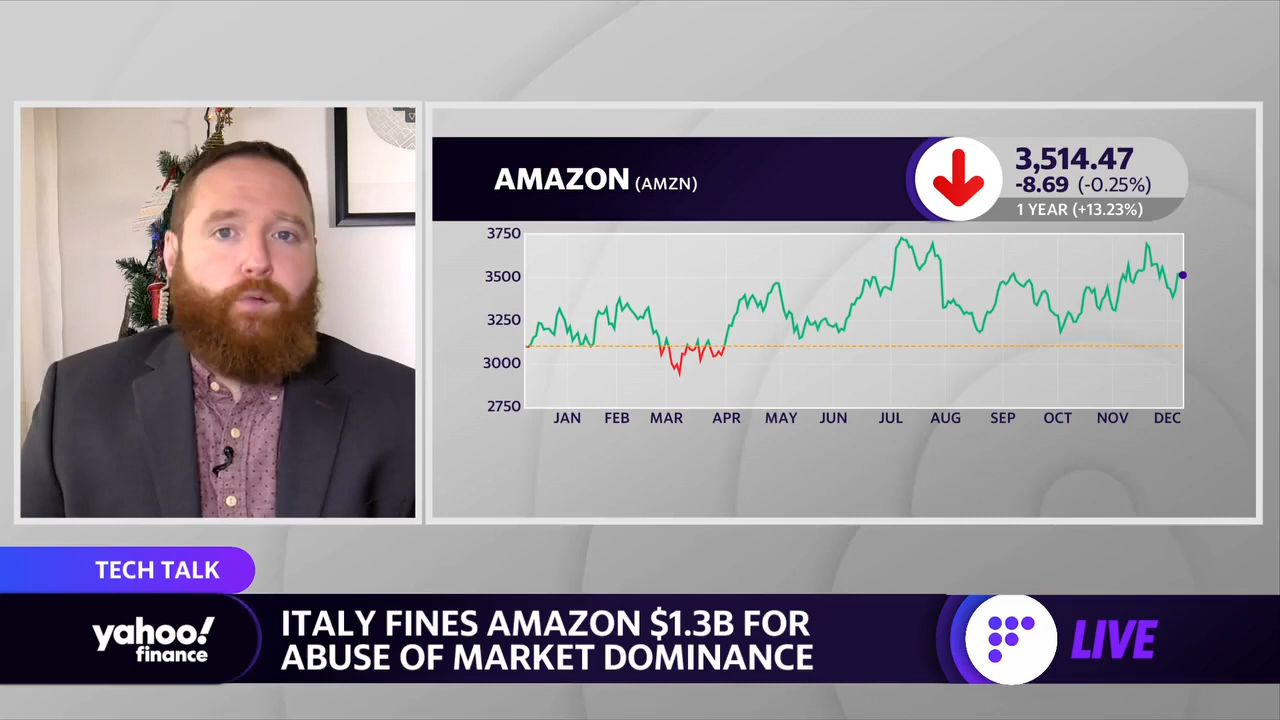 AMAZON (AMZN)
3,514.47
-8.69 (-0.25%)
1 YEAR (+13.23%)
3750
3500
3250
3000
2750
JAN FEB MAR APR MAY JUN JUL AUG SEP OCT NOV DEC
TECH TALK
yahoo!
finance
ITALY FINES AMAZON $1.3B FOR
ABUSE OF MARKET DOMINANCE
LIVE